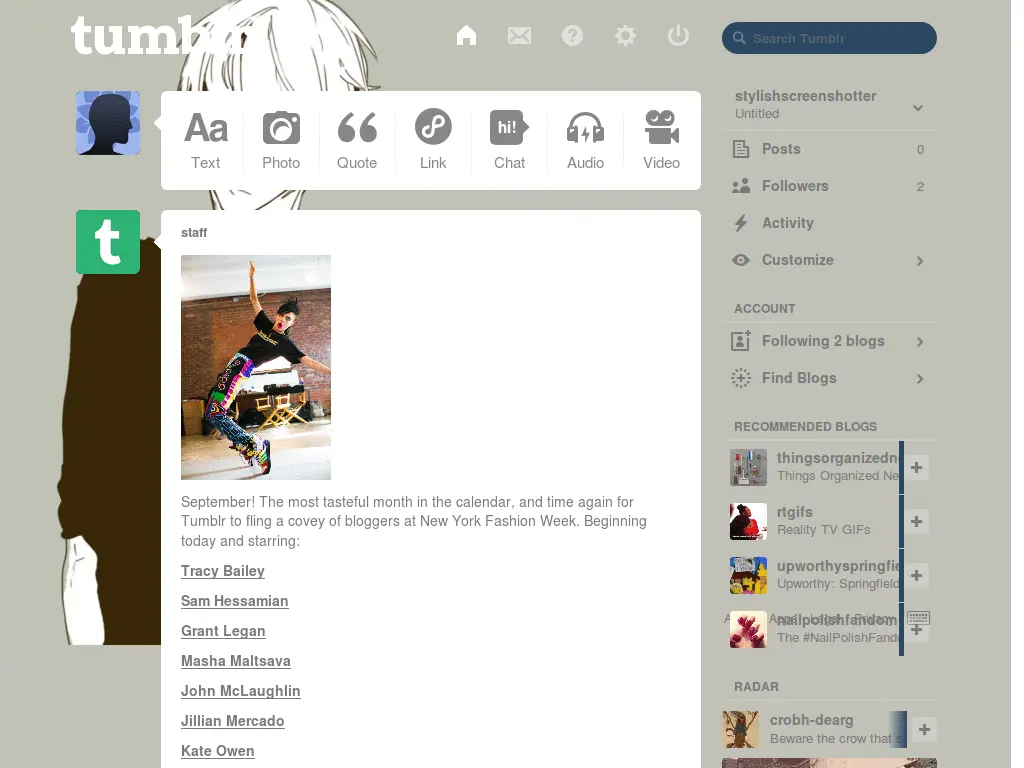 tumblr
Search Tumblr
Aa
Text
Photo
Quote
Link
hi!
Chat
Audio
Video
stylishscreenshotter
Untitled
Posts 0
Followers 2
Activity
Customize
ACCOUNT
Following 2 blogs
Find Blogs
RECOMMENDED BLOGS
thingsorganizedn
Things Organized Ne
rtgifs
Reality TV GIFs
upworthyspringfie
Upworthy: Springfield
nailpolishfandom
The #NailPolishFand
Apps Legal Privacy
RADAR
crobh-dearg
Beware the crow that s
t
staff
September! The most tasteful month in the calendar, and time again for
Tumblr to fling a covey of bloggers at New York Fashion Week. Beginning
today and starring:
Tracy Bailey
Sam Hessamian
Grant Legan
Masha Maltsava
John McLaughlin
Jillian Mercado
Kate Owen